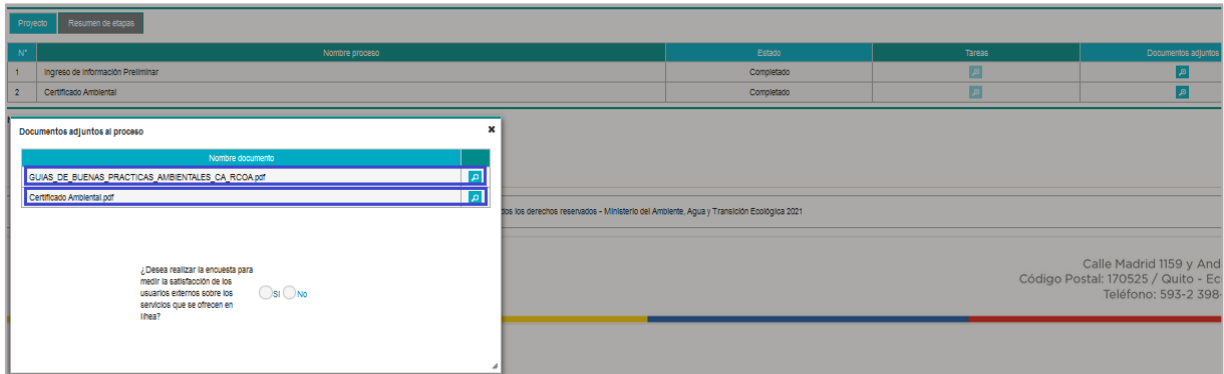 Proyecto Resumen de etapas
N° Nombre proceso Estado Tareas Documentos adjuntos
1 Ingreso de Información Preliminar Completado
2 Certificado Ambiental Completado
Documentos adjuntos al proceso
Nombre documento
GUIAS_DE_BUENAS_PRACTICAS_AMBIENTALES_CA_RCOA.pdf
Certificado Ambiental.pdf
dos los derechos reservados - Ministerio del Ambiente, Agua y Transición Ecológica 2021
¿Desea realizar la encuesta para
medir la satisfacción de los
usuarios externos sobre los
servicios que se ofrecen en
línea?
SI No
Calle Madrid 1159 y And
Código Postal: 170525 / Quito - Ec
Teléfono: 593-2 398-